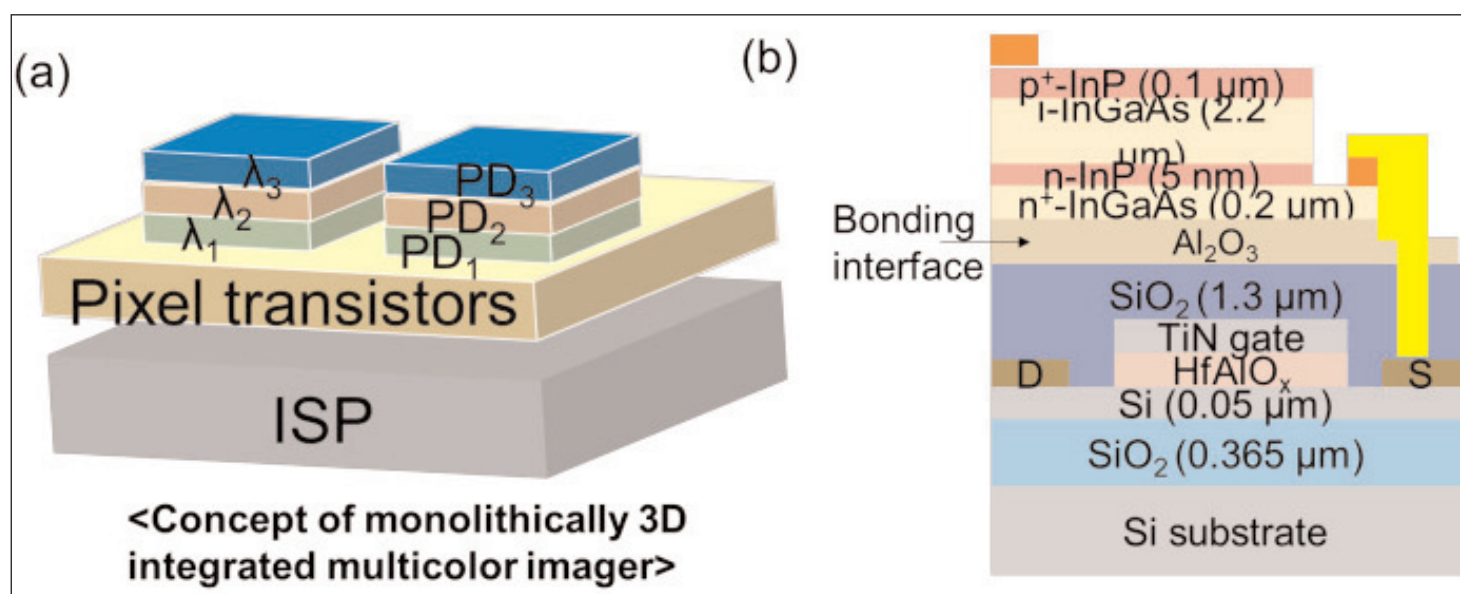 (a)
λ₃
λ₂
λ₁
PD₃
PD₂
PD₁
Pixel transistors
ISP
<Concept of monolithically 3D
integrated multicolor imager>
(b)
p⁺-InP (0.1 µm)
i-InGaAs (2.2
µm)
n-InP (5 nm)
n⁺-InGaAs (0.2 µm)
Bonding
interface
Al₂O₃
SiO₂ (1.3 µm)
TiN gate
HfAlOₓ
D
S
Si (0.05 µm)
SiO₂ (0.365 µm)
Si substrate